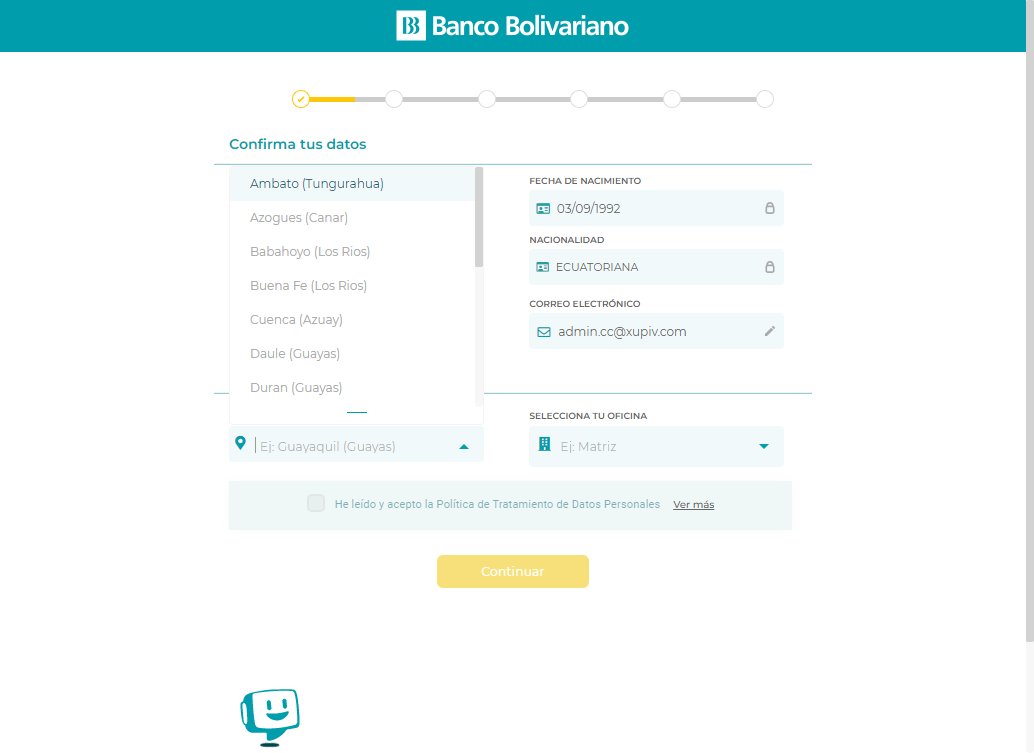 Banco Bolivariano
Confirma tus datos
Ambato (Tungurahua)
Azogues (Canar)
Babahoyo (Los Rios)
Buena Fe (Los Rios)
Cuenca (Azuay)
Daule (Guayas)
Duran (Guayas)
Ej: Guayaquil (Guayas)
FECHA DE NACIMIENTO
03/09/1992
NACIONALIDAD
ECUATORIANA
CORREO ELECTRÓNICO
admin.cc@xupiv.com
SELECCIONA TU OFICINA
Ej: Matriz
He leído y acepto la Política de Tratamiento de Datos Personales Ver más
Continuar